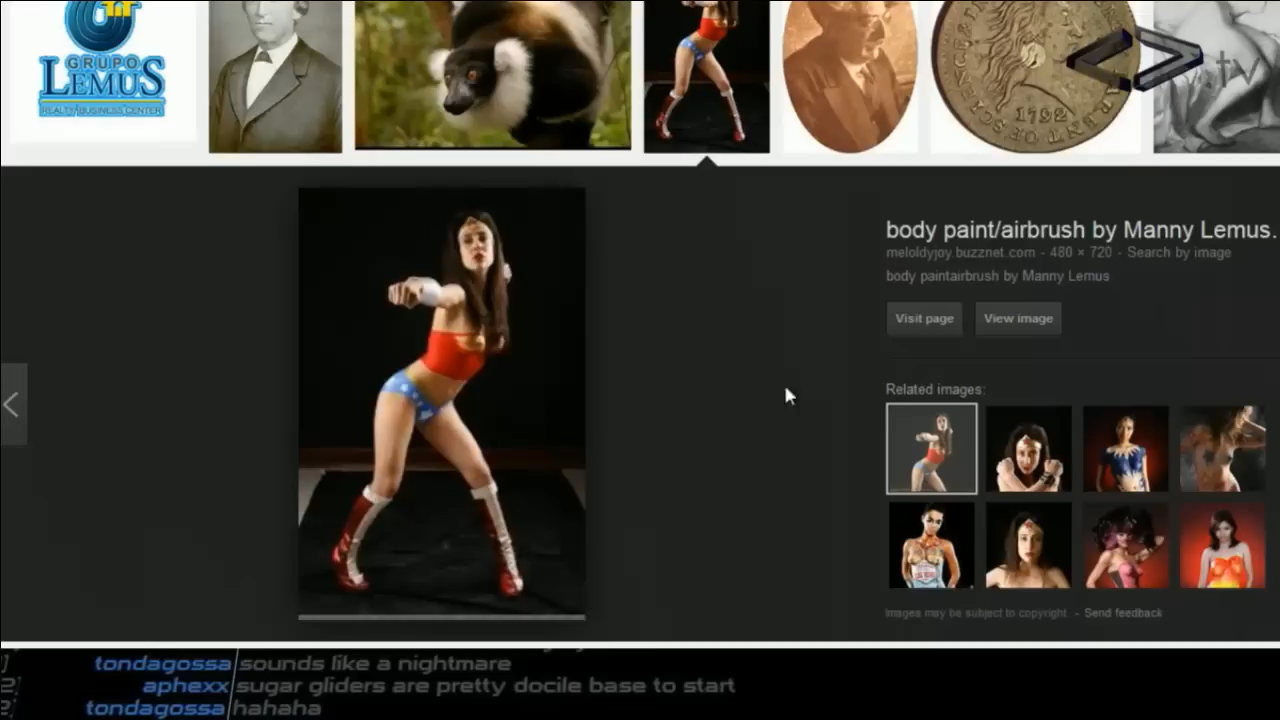 GRUPO
LEMUS
REALTY BUSINESS CENTER
1792
.tv
body paint/airbrush by Manny Lemus.
meloldyjoy.buzznet.com - 480 × 720 - Search by image
body paintairbrush by Manny Lemus
Visit page
View image
Related images:
Images may be subject to copyright. - Send feedback
tondagossa sounds like a nightmare
aphexx sugar gliders are pretty docile base to start
tondagossa hahaha